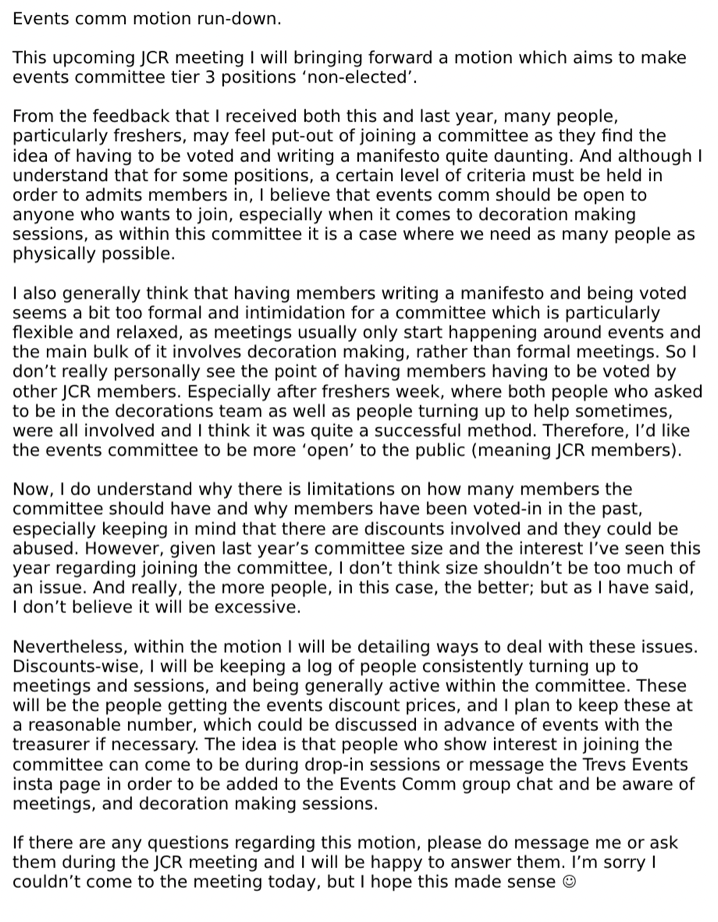 Events comm motion run-down.
This upcoming JCR meeting I will bringing forward a motion which aims to make
events committee tier 3 positions ‘non-elected’.
From the feedback that I received both this and last year, many people,
particularly freshers, may feel put-out of joining a committee as they find the
idea of having to be voted and writing a manifesto quite daunting. And although I
understand that for some positions, a certain level of criteria must be held in
order to admits members in, I believe that events comm should be open to
anyone who wants to join, especially when it comes to decoration making
sessions, as within this committee it is a case where we need as many people as
physically possible.
I also generally think that having members writing a manifesto and being voted
seems a bit too formal and intimidation for a committee which is particularly
flexible and relaxed, as meetings usually only start happening around events and
the main bulk of it involves decoration making, rather than formal meetings. So I
don’t really personally see the point of having members having to be voted by
other JCR members. Especially after freshers week, where both people who asked
to be in the decorations team as well as people turning up to help sometimes,
were all involved and I think it was quite a successful method. Therefore, I’d like
the events committee to be more ‘open’ to the public (meaning JCR members).
Now, I do understand why there is limitations on how many members the
committee should have and why members have been voted-in in the past,
especially keeping in mind that there are discounts involved and they could be
abused. However, given last year’s committee size and the interest I’ve seen this
year regarding joining the committee, I don’t think size shouldn’t be too much of
an issue. And really, the more people, in this case, the better; but as I have said,
I don’t believe it will be excessive.
Nevertheless, within the motion I will be detailing ways to deal with these issues.
Discounts-wise, I will be keeping a log of people consistently turning up to
meetings and sessions, and being generally active within the committee. These
will be the people getting the events discount prices, and I plan to keep these at
a reasonable number, which could be discussed in advance of events with the
treasurer if necessary. The idea is that people who show interest in joining the
committee can come to be during drop-in sessions or message the Trevs Events
insta page in order to be added to the Events Comm group chat and be aware of
meetings, and decoration making sessions.
If there are any questions regarding this motion, please do message me or ask
them during the JCR meeting and I will be happy to answer them. I’m sorry I
couldn’t come to the meeting today, but I hope this made sense ☺